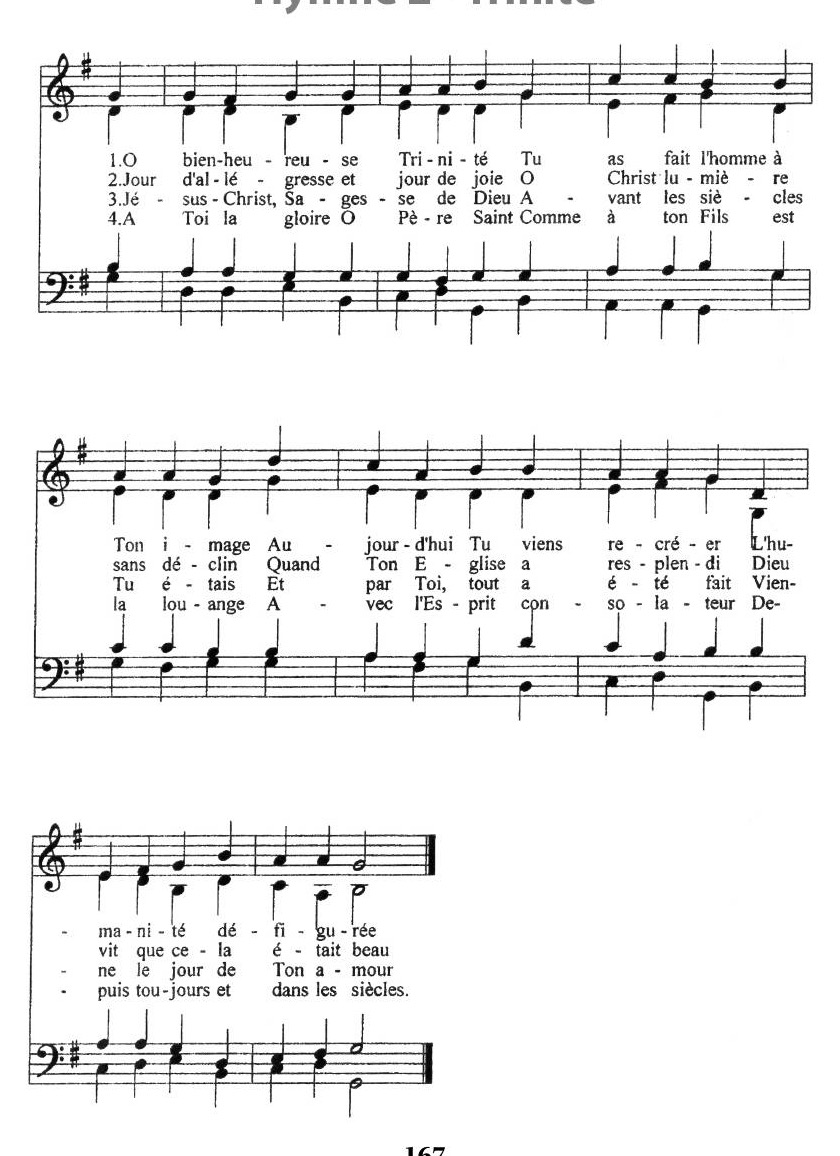 Hymne 2 - Trinité
1.O bien-heu - reu - se Tri - ni - té Tu as fait l'homme à
2.Jour d'al - lé - gresse et jour de joie O Christ lu - miè - re
3.Jé - sus - Christ, Sa - ges - se de Dieu A - vant les siè - cles
4.A Toi la gloire O Pè - re Saint Comme à ton Fils est
Ton i - mage Au - jour - d'hui Tu viens re - cré - er L'hu-
sans dé - clin Quand Ton E - glise a res - plen - di Dieu
Tu é - tais Et par Toi, tout a é - té fait Vien-
la lou - ange A - vec l'Es - prit con - so - la - teur De-
- ma - ni - té dé - fi - gu - rée
vit que ce - la é - tait beau
- ne le jour de Ton a - mour
- puis tou - jours et dans les siècles.
167